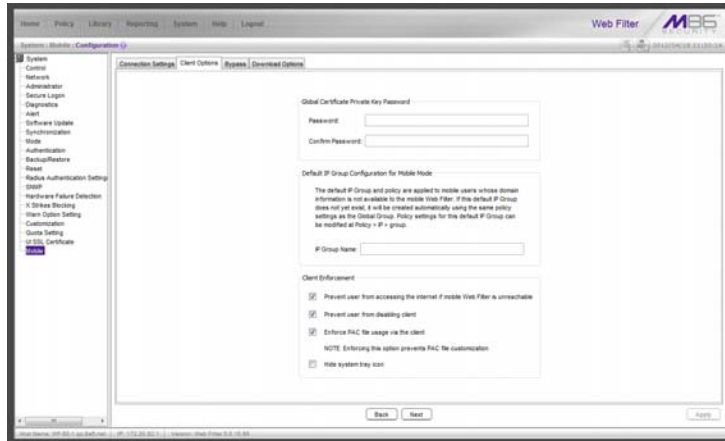 Home Policy Library Reporting System Help Logout
Web Filter
M86 SECURITY
System : Mobile : Configuration
System
Control
Network
Administrator
Secure Logon
Diagnostics
Alert
Software Update
Synchronization
Mode
Authentication
Backup/Restore
Reset
Radius Authentication Settings
SNMP
Hardware Failure Detection
X Strikes Blocking
Warn Option Setting
Customization
Quota Setting
UI SSL Certificate
Mobile
Connection Settings Client Options Bypass Download Options
Global Certificate Private Key Password
Password:
Confirm Password:
Default IP Group Configuration for Mobile Mode
The default IP Group and policy are applied to mobile users whose domain
information is not available to the mobile Web Filter. If this default IP Group
does not yet exist, it will be created automatically using the same policy
settings as the Global Group. Policy settings for this default IP Group can
be modified at Policy > IP > group.
IP Group Name:
Client Enforcement
Prevent user from accessing the internet if mobile Web Filter is unreachable
Prevent user from disabling client
Enforce PAC file usage via the client
NOTE: Enforcing this option prevents PAC file customization
Hide system tray icon
Back Next
Apply